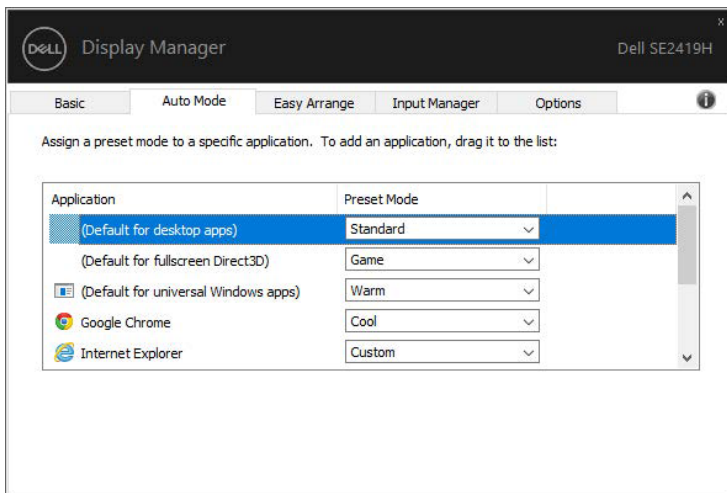 x
DELL Display Manager Dell SE2419H
Basic Auto Mode Easy Arrange Input Manager Options
Assign a preset mode to a specific application. To add an application, drag it to the list:
Application Preset Mode
(Default for desktop apps) Standard
(Default for fullscreen Direct3D) Game
(Default for universal Windows apps) Warm
Google Chrome Cool
Internet Explorer Custom